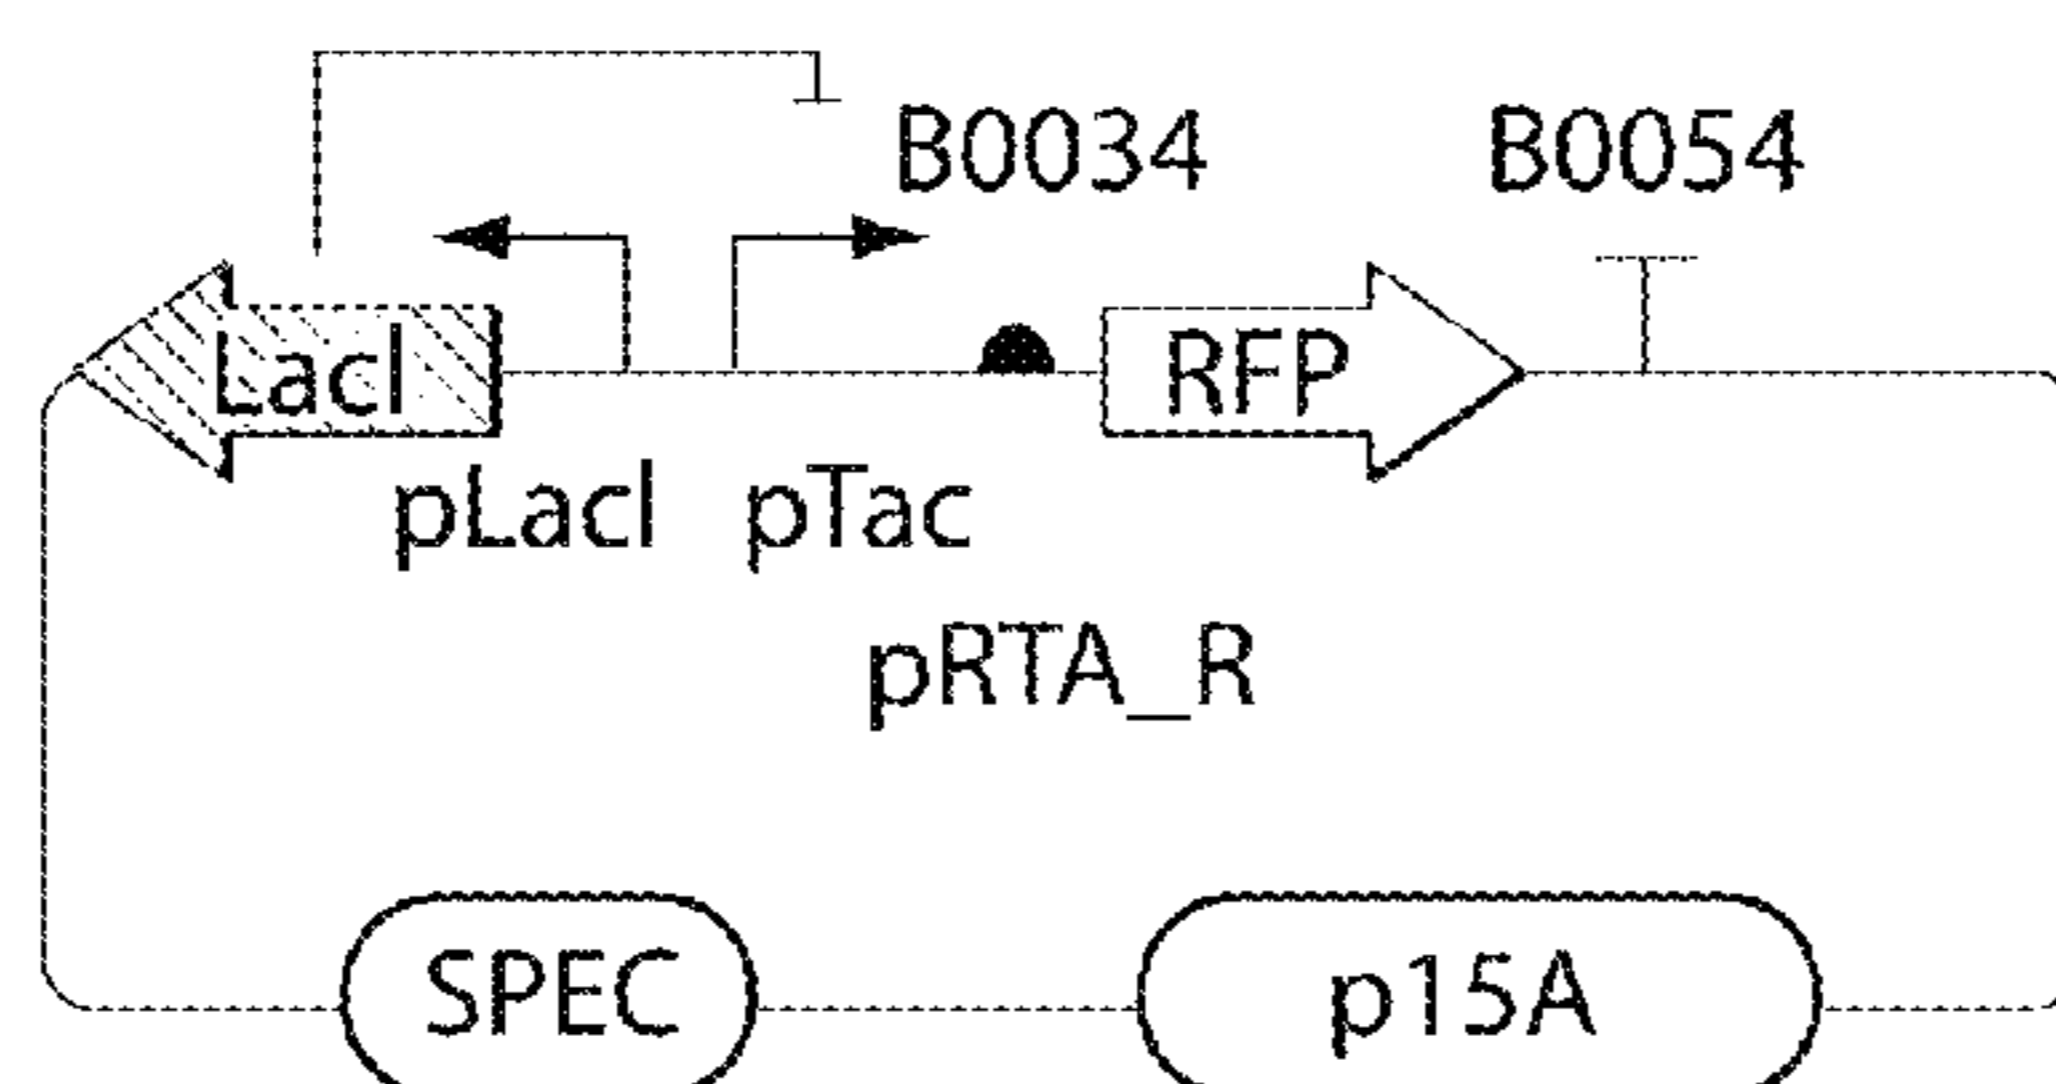 B0034 B0054
LacI RFP
pLacI pTac
pRTA_R
SPEC p15A